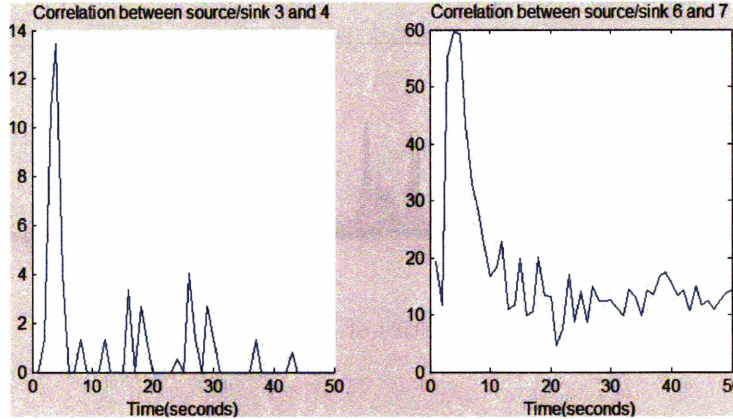 Correlation between source/sink 3 and 4
14
12
10
8
6
4
2
0
0 10 20 30 40 50
Time(seconds)
Correlation between source/sink 6 and 7
60
50
40
30
20
10
0
0 10 20 30 40 50
Time(seconds)